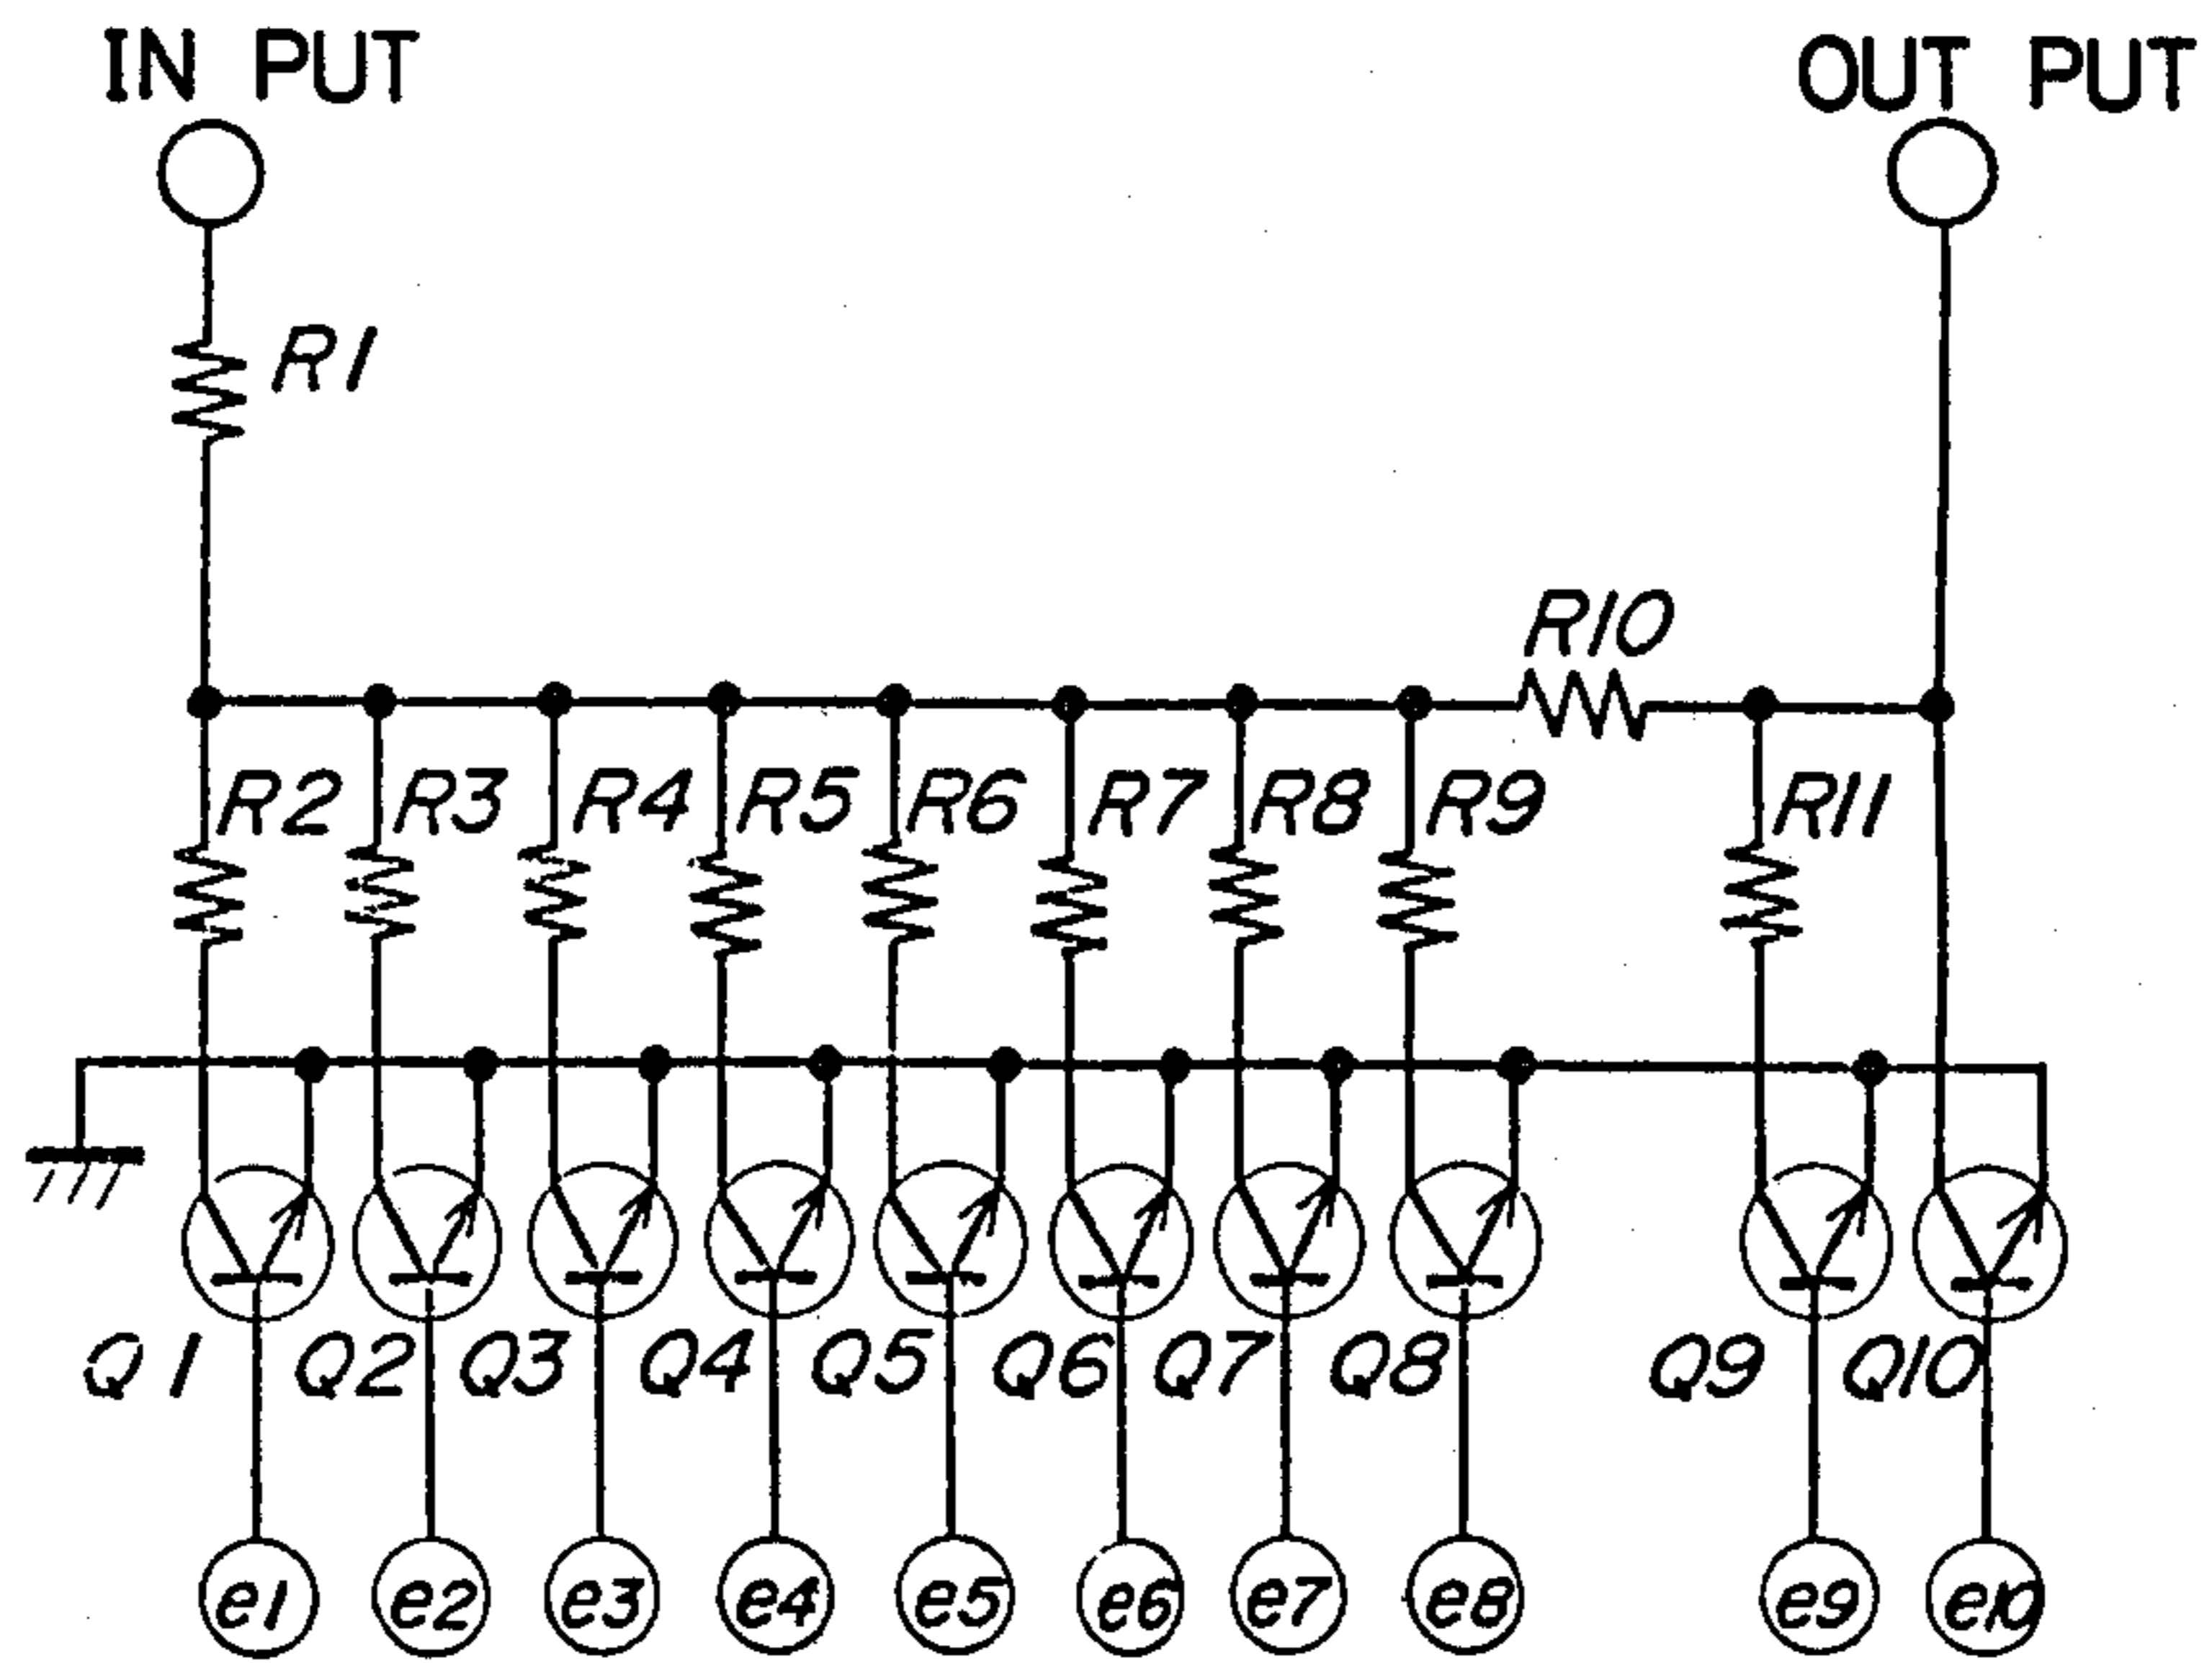 IN PUT OUT PUT
R1
R10
R2 R3 R4 R5 R6 R7 R8 R9 R11
Q1 Q2 Q3 Q4 Q5 Q6 Q7 Q8 Q9 Q10
e1 e2 e3 e4 e5 e6 e7 e8 e9 e10